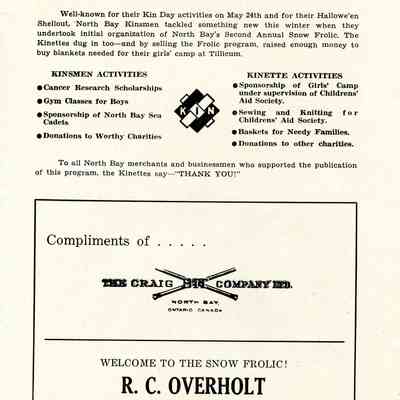 Well-known for their Kin Day activities on May 24th and for their Hallowe'en
Shellout, North Bay Kinsmen tackled something new this winter when they
undertook initial organization of North Bay's Second Annual Snow Frolic. The
Kinettes dug in too—and by selling the Frolic program, raised enough money to
buy blankets needed for their girls' camp at Tillicum.
KINSMEN ACTIVITIES
● Cancer Research Scholarships
● Gym Classes for Boys
● Sponsorship of North Bay Sea
Cadets
● Donations to Worthy Charities
KIN
KINETTE ACTIVITIES
● Sponsorship of Girls' Camp
under supervision of Childrens'
Aid Society.
● Sewing and Knitting for
Childrens' Aid Society.
● Baskets for Needy Families.
● Donations to other charities.
To all North Bay merchants and businessmen who supported the publication
of this program, the Kinettes say—"THANK YOU!"
Compliments of . . . . .
THE CRAIG BIT COMPANY LTD.
NORTH BAY
ONTARIO CANADA
WELCOME TO THE SNOW FROLIC!
R. C. OVERHOLT